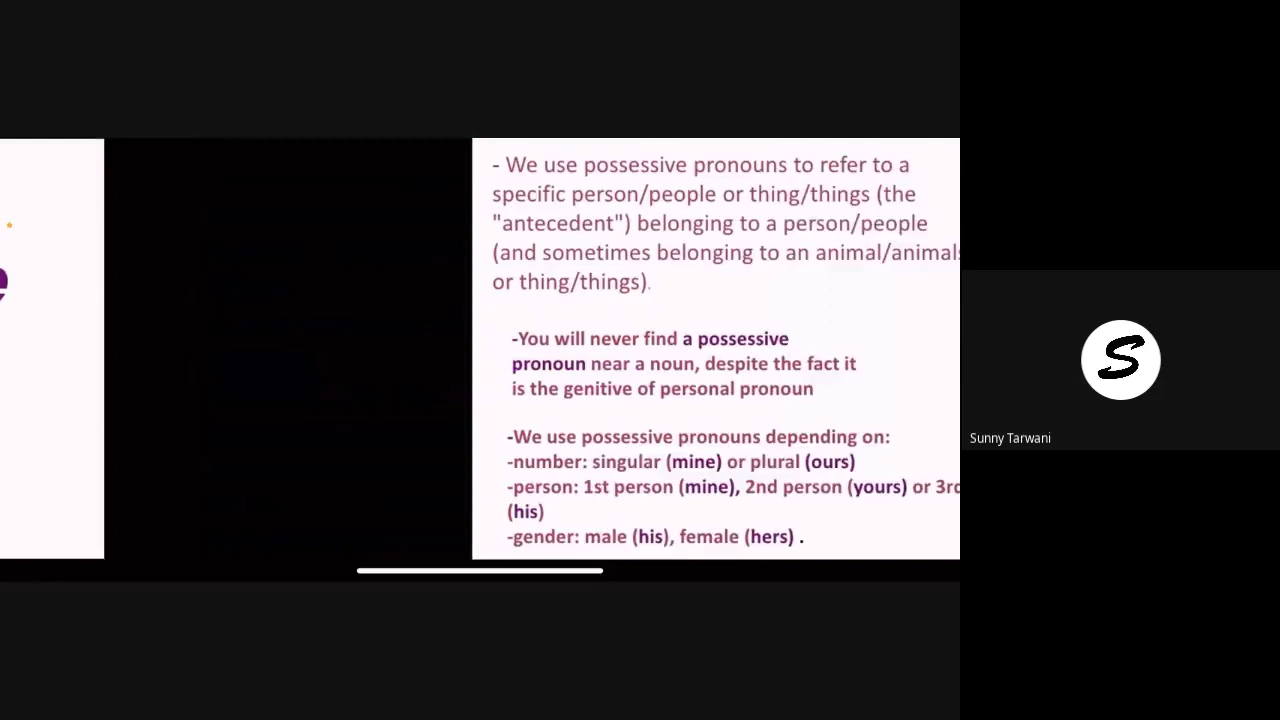 - We use possessive pronouns to refer to a
specific person/people or thing/things (the
"antecedent") belonging to a person/people
(and sometimes belonging to an animal/animals
or thing/things).
-You will never find a possessive
pronoun near a noun, despite the fact it
is the genitive of personal pronoun
-We use possessive pronouns depending on:
-number: singular (mine) or plural (ours)
-person: 1st person (mine), 2nd person (yours) or 3rd
(his)
-gender: male (his), female (hers) .
S
Sunny Tarwani